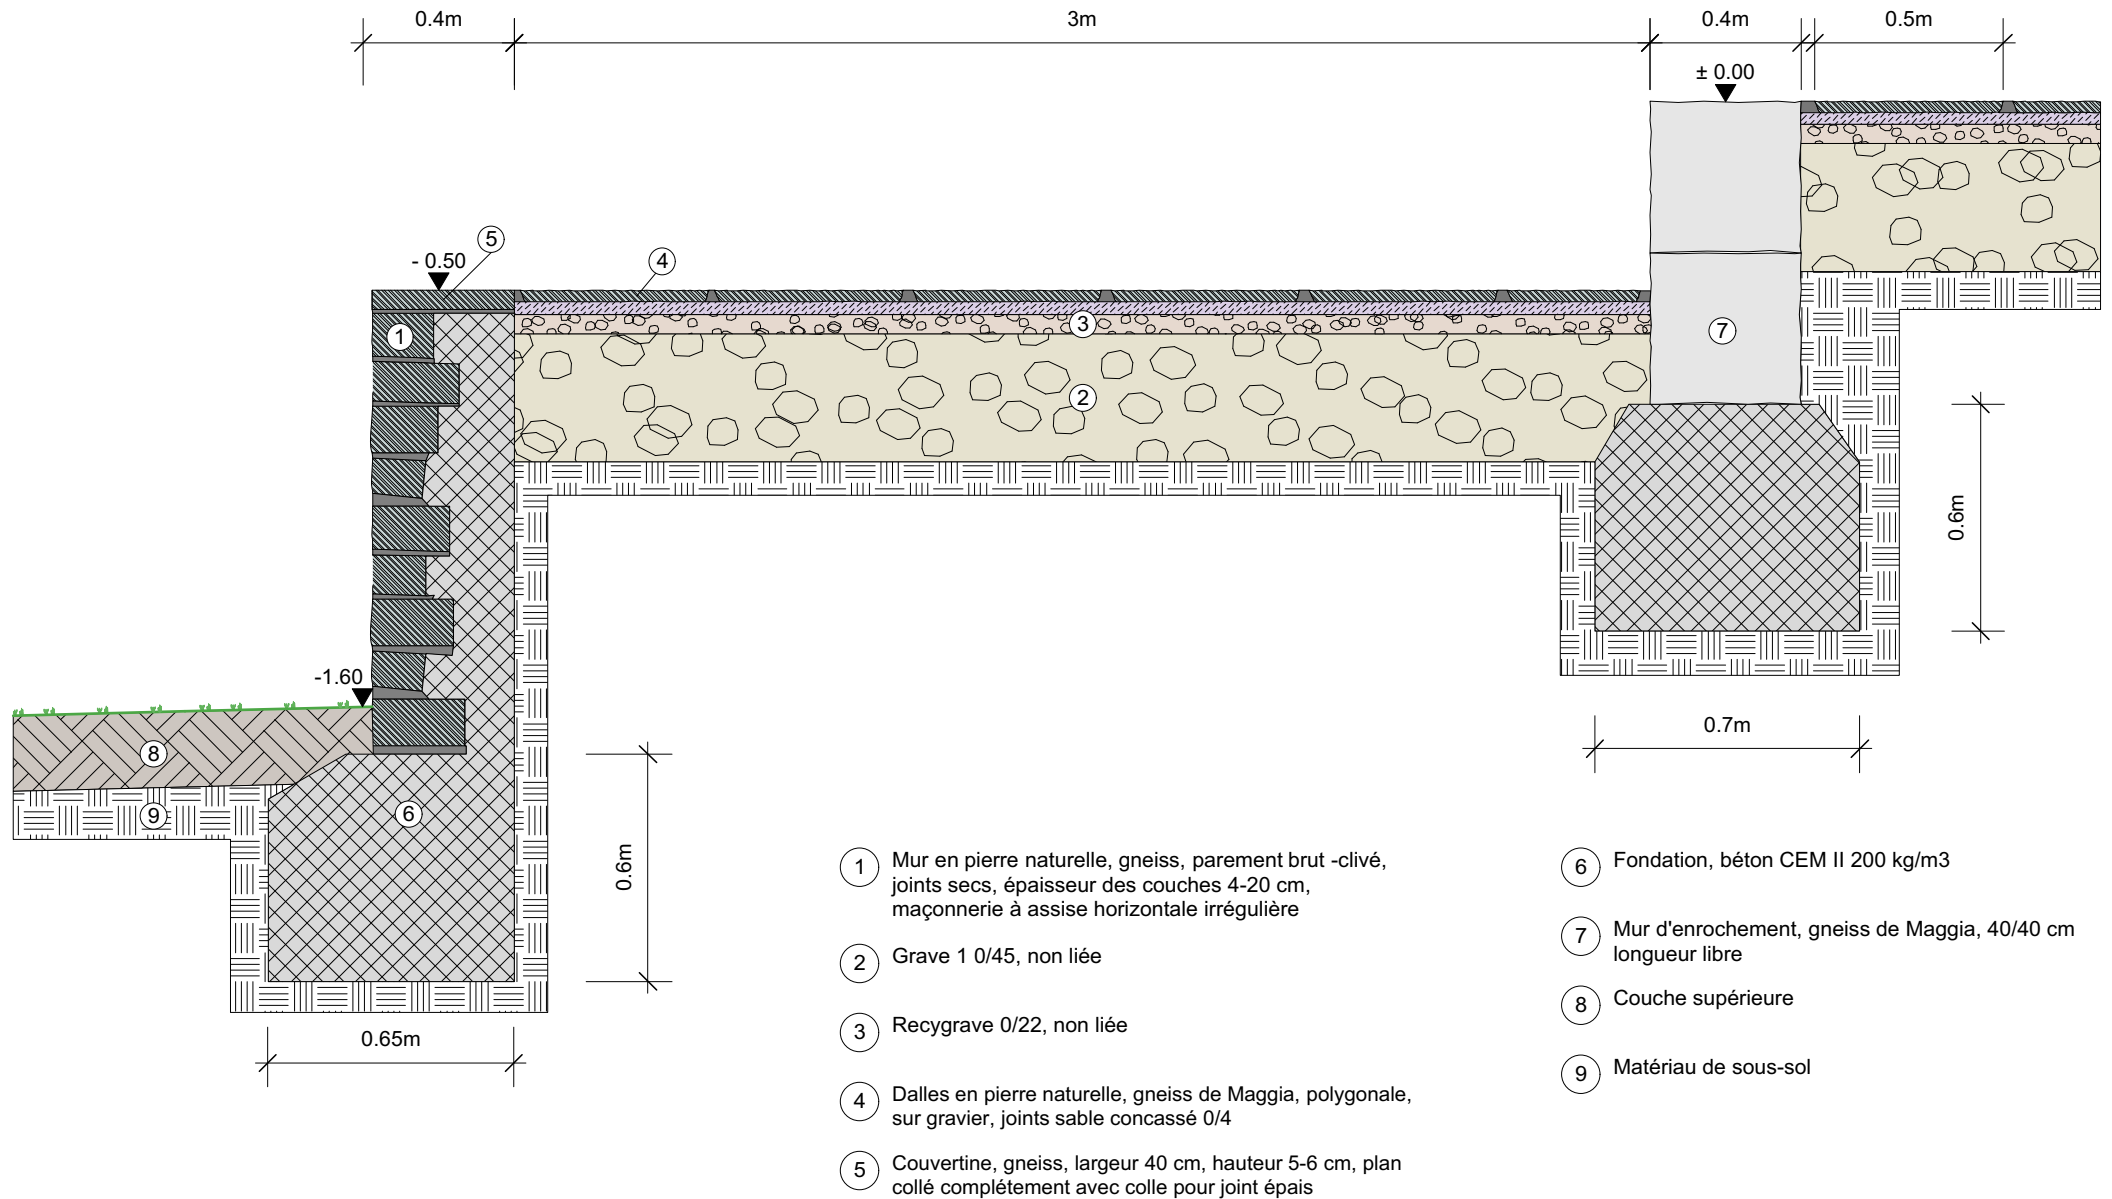 0.4m
3m
0.4m
0.5m
± 0.00
5
- 0.50
4
1
3
7
2
0.6m
-1.60
0.7m
8
9
6
0.6m
0.65m
1 Mur en pierre naturelle, gneiss, parement brut -clivé,
joints secs, épaisseur des couches 4-20 cm,
maçonnerie à assise horizontale irrégulière
2 Grave 1 0/45, non liée
3 Recygrave 0/22, non liée
4 Dalles en pierre naturelle, gneiss de Maggia, polygonale,
sur gravier, joints sable concassé 0/4
5 Couvertine, gneiss, largeur 40 cm, hauteur 5-6 cm, plan
collé complétement avec colle pour joint épais
6 Fondation, béton CEM II 200 kg/m3
7 Mur d'enrochement, gneiss de Maggia, 40/40 cm
longueur libre
8 Couche supérieure
9 Matériau de sous-sol